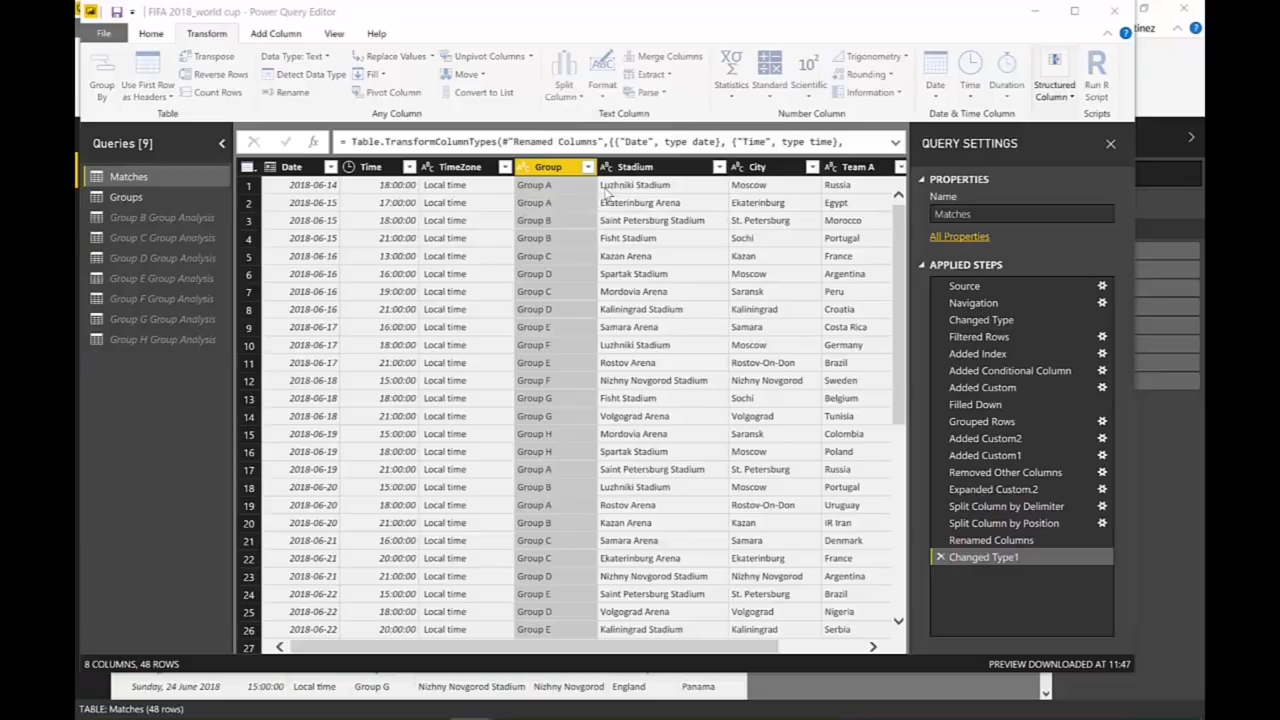 FIFA 2018_world cup - Power Query Editor
tinez
File Home Transform Add Column View Help
Group By
Use First Row as Headers
Transpose
Reverse Rows
Count Rows
Table
Data Type: Text
Detect Data Type
Rename
Replace Values
Fill
Pivot Column
Unpivot Columns
Move
Convert to List
Any Column
Split Column
Format
Merge Columns
Extract
Parse
Text Column
Statistics
Standard
Scientific
Trigonometry
Rounding
Information
Number Column
Date
Time
Duration
Date & Time Column
Structured Column
Run R Script
Scripts
Queries [9]
Matches
Groups
Group B Group Analysis
Group C Group Analysis
Group D Group Analysis
Group E Group Analysis
Group F Group Analysis
Group G Group Analysis
Group H Group Analysis
= Table.TransformColumnTypes(#"Renamed Columns",{{"Date", type date}, {"Time", type time},
Date Time TimeZone Group Stadium City Team A
1 2018-06-14 18:00:00 Local time Group A Luzhniki Stadium Moscow Russia
2 2018-06-15 17:00:00 Local time Group A Ekaterinburg Arena Ekaterinburg Egypt
3 2018-06-15 18:00:00 Local time Group B Saint Petersburg Stadium St. Petersburg Morocco
4 2018-06-15 21:00:00 Local time Group B Fisht Stadium Sochi Portugal
5 2018-06-16 13:00:00 Local time Group C Kazan Arena Kazan France
6 2018-06-16 16:00:00 Local time Group D Spartak Stadium Moscow Argentina
7 2018-06-16 19:00:00 Local time Group C Mordovia Arena Saransk Peru
8 2018-06-16 21:00:00 Local time Group D Kaliningrad Stadium Kaliningrad Croatia
9 2018-06-17 16:00:00 Local time Group E Samara Arena Samara Costa Rica
10 2018-06-17 18:00:00 Local time Group F Luzhniki Stadium Moscow Germany
11 2018-06-17 21:00:00 Local time Group E Rostov Arena Rostov-On-Don Brazil
12 2018-06-18 15:00:00 Local time Group F Nizhny Novgorod Stadium Nizhny Novgorod Sweden
13 2018-06-18 18:00:00 Local time Group G Fisht Stadium Sochi Belgium
14 2018-06-18 21:00:00 Local time Group G Volgograd Arena Volgograd Tunisia
15 2018-06-19 15:00:00 Local time Group H Mordovia Arena Saransk Colombia
16 2018-06-19 18:00:00 Local time Group H Spartak Stadium Moscow Poland
17 2018-06-19 21:00:00 Local time Group A Saint Petersburg Stadium St. Petersburg Russia
18 2018-06-20 15:00:00 Local time Group B Luzhniki Stadium Moscow Portugal
19 2018-06-20 18:00:00 Local time Group A Rostov Arena Rostov-On-Don Uruguay
20 2018-06-20 21:00:00 Local time Group B Kazan Arena Kazan IR Iran
21 2018-06-21 16:00:00 Local time Group C Samara Arena Samara Denmark
22 2018-06-21 20:00:00 Local time Group C Ekaterinburg Arena Ekaterinburg France
23 2018-06-21 21:00:00 Local time Group D Nizhny Novgorod Stadium Nizhny Novgorod Argentina
24 2018-06-22 15:00:00 Local time Group E Saint Petersburg Stadium St. Petersburg Brazil
25 2018-06-22 18:00:00 Local time Group D Volgograd Arena Volgograd Nigeria
26 2018-06-22 20:00:00 Local time Group E Kaliningrad Stadium Kaliningrad Serbia
27
QUERY SETTINGS
PROPERTIES
Name
Matches
All Properties
APPLIED STEPS
Source
Navigation
Changed Type
Filtered Rows
Added Index
Added Conditional Column
Added Custom
Filled Down
Grouped Rows
Added Custom2
Added Custom1
Removed Other Columns
Expanded Custom.2
Split Column by Delimiter
Split Column by Position
Renamed Columns
Changed Type1
8 COLUMNS, 48 ROWS
PREVIEW DOWNLOADED AT 11:47
Sunday, 24 June 2018 15:00:00 Local time Group G Nizhny Novgorod Stadium Nizhny Novgorod England Panama
TABLE: Matches (48 rows)